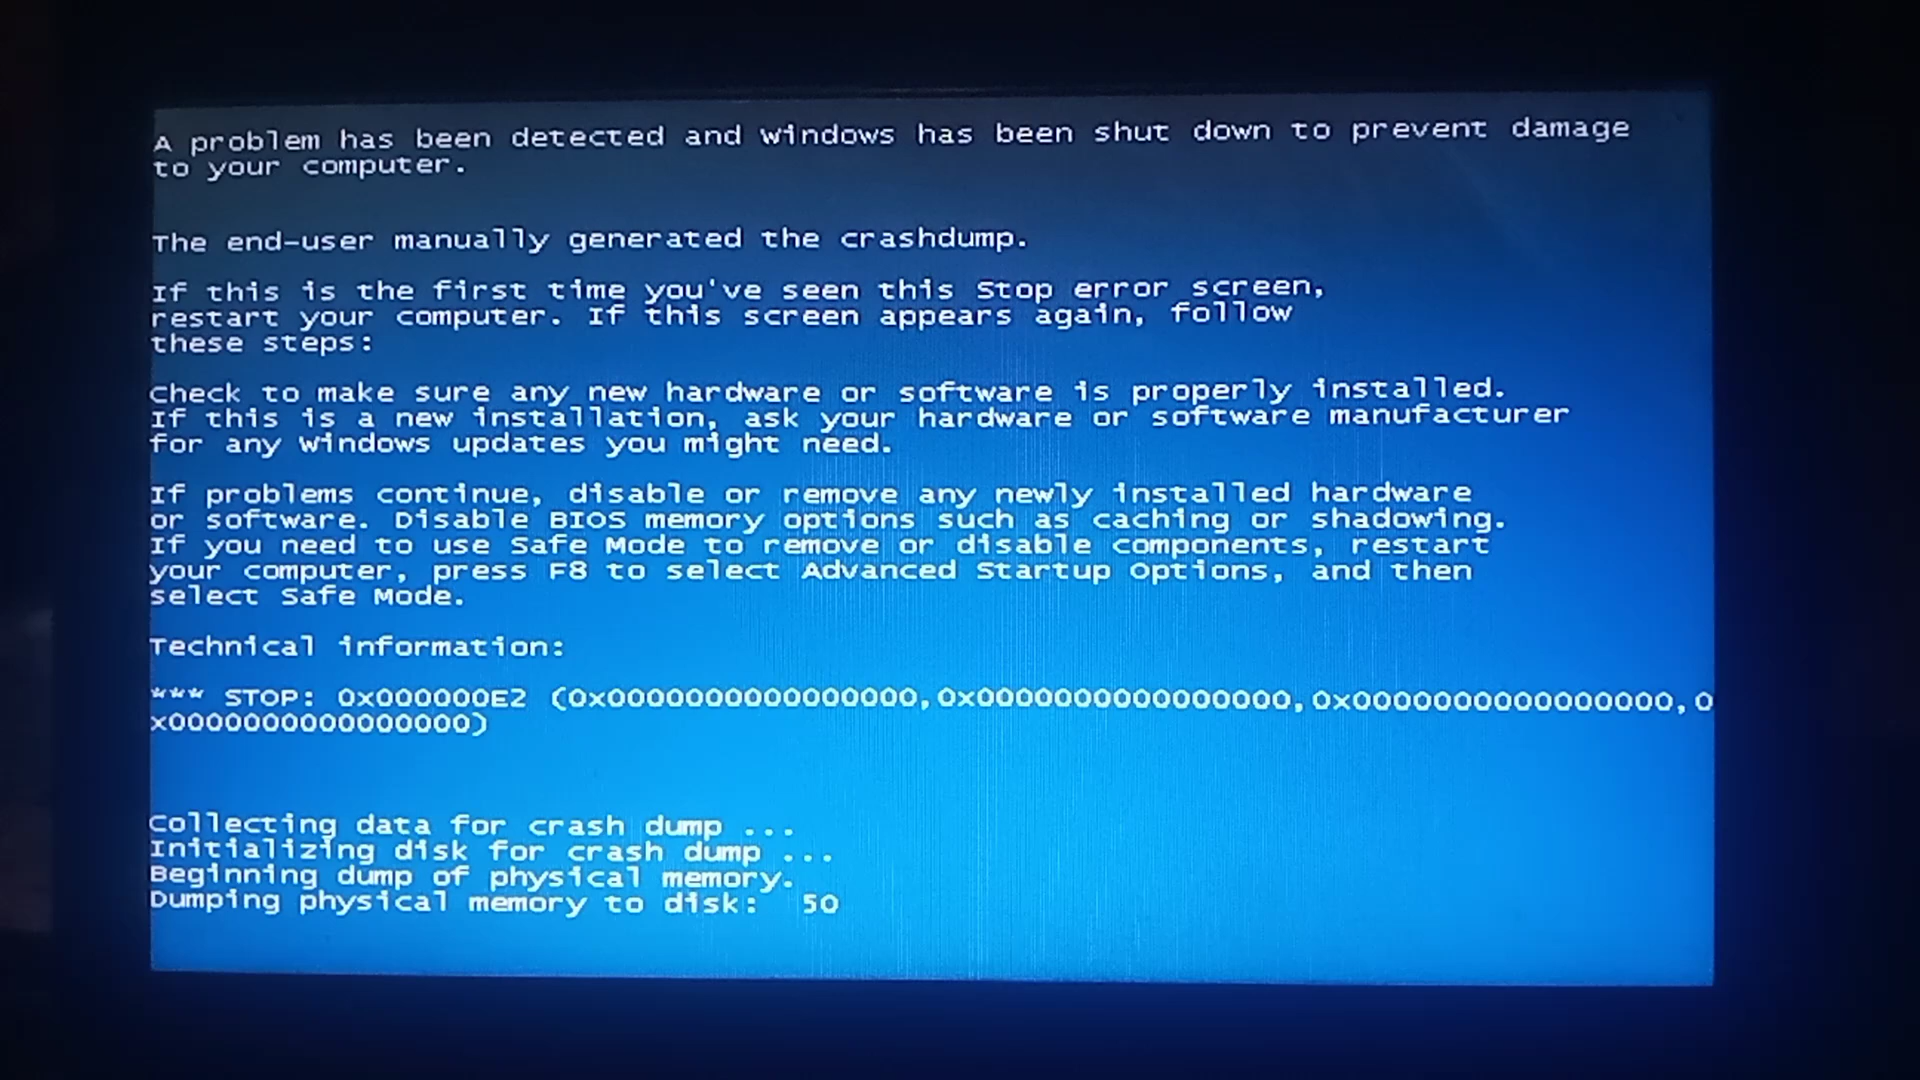 A problem has been detected and Windows has been shut down to prevent damage
to your computer.
The end-user manually generated the crashdump.
If this is the first time you've seen this Stop error screen,
restart your computer. If this screen appears again, follow
these steps:
Check to make sure any new hardware or software is properly installed.
If this is a new installation, ask your hardware or software manufacturer
for any Windows updates you might need.
If problems continue, disable or remove any newly installed hardware
or software. Disable BIOS memory options such as caching or shadowing.
If you need to use Safe Mode to remove or disable components, restart
your computer, press F8 to select Advanced Startup Options, and then
select Safe Mode.
Technical information:
*** STOP: 0x000000E2 (0x0000000000000000,0x0000000000000000,0x0000000000000000,0
x0000000000000000)
Collecting data for crash dump ...
Initializing disk for crash dump ...
Beginning dump of physical memory.
Dumping physical memory to disk:  50